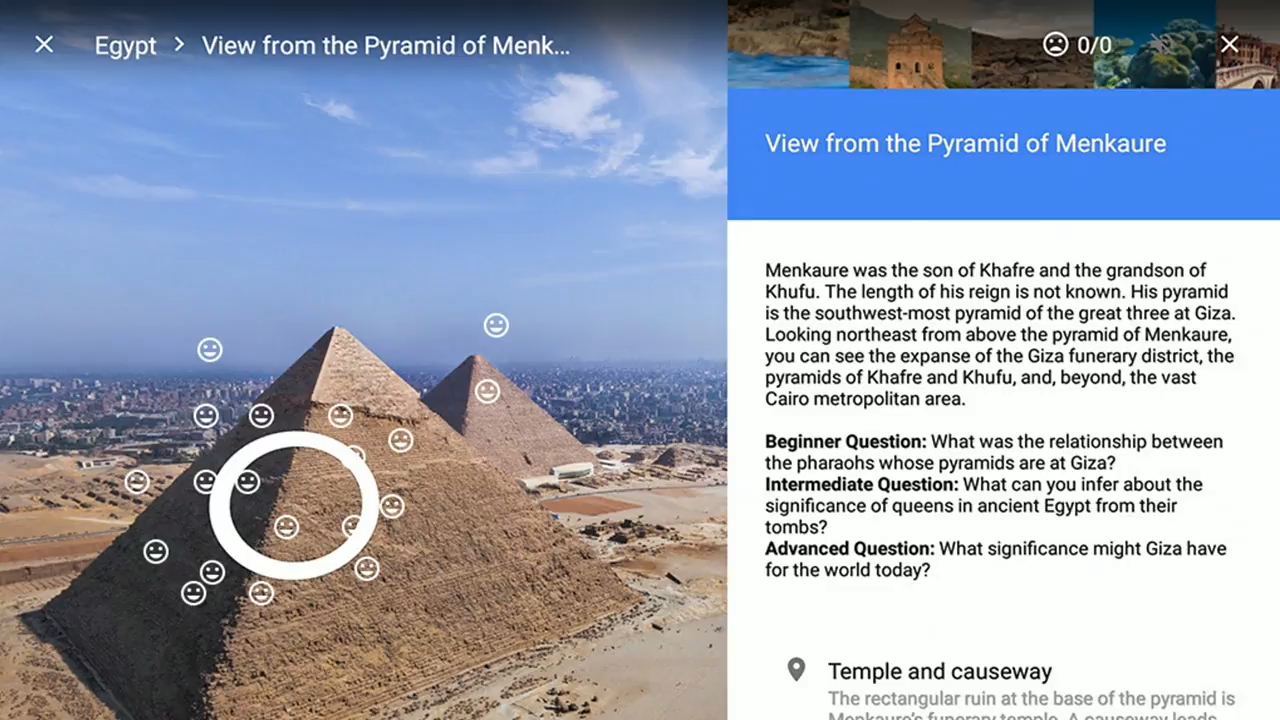 Egypt > View from the Pyramid of Menk...
0/0
View from the Pyramid of Menkaure
Menkaure was the son of Khafre and the grandson of
Khufu. The length of his reign is not known. His pyramid
is the southwest-most pyramid of the great three at Giza.
Looking northeast from above the pyramid of Menkaure,
you can see the expanse of the Giza funerary district, the
pyramids of Khafre and Khufu, and, beyond, the vast
Cairo metropolitan area.
Beginner Question: What was the relationship between
the pharaohs whose pyramids are at Giza?
Intermediate Question: What can you infer about the
significance of queens in ancient Egypt from their
tombs?
Advanced Question: What significance might Giza have
for the world today?
Temple and causeway
The rectangular ruin at the base of the pyramid is
Menkaure's funerary temple. A causeway leads